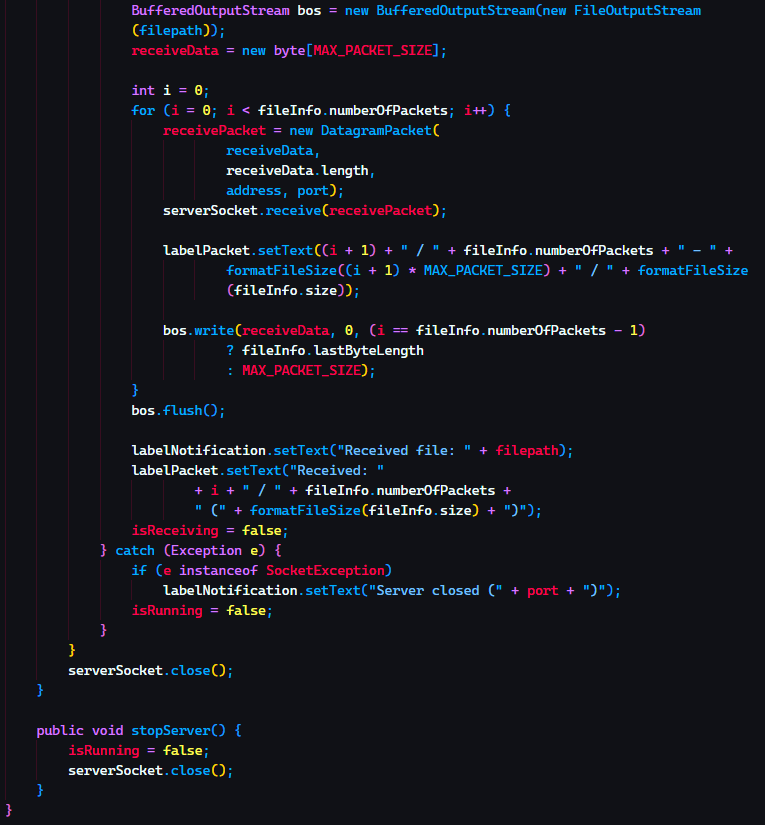 BufferedOutputStream bos = new BufferedOutputStream(new FileOutputStream
(filepath));
receiveData = new byte[MAX_PACKET_SIZE];
int i = 0;
for (i = 0; i < fileInfo.numberOfPackets; i++) {
receivePacket = new DatagramPacket(
receiveData,
receiveData.length,
address, port);
serverSocket.receive(receivePacket);
labelPacket.setText((i + 1) + " / " + fileInfo.numberOfPackets + " - " +
formatFileSize((i + 1) * MAX_PACKET_SIZE) + " / " + formatFileSize
(fileInfo.size));
bos.write(receiveData, 0, (i == fileInfo.numberOfPackets - 1)
? fileInfo.lastByteLength
: MAX_PACKET_SIZE);
}
bos.flush();
labelNotification.setText("Received file: " + filepath);
labelPacket.setText("Received: "
+ i + " / " + fileInfo.numberOfPackets +
" (" + formatFileSize(fileInfo.size) + ")");
isReceiving = false;
} catch (Exception e) {
if (e instanceof SocketException)
labelNotification.setText("Server closed (" + port + ")");
isRunning = false;
}
}
serverSocket.close();
}
public void stopServer() {
isRunning = false;
serverSocket.close();
}
}